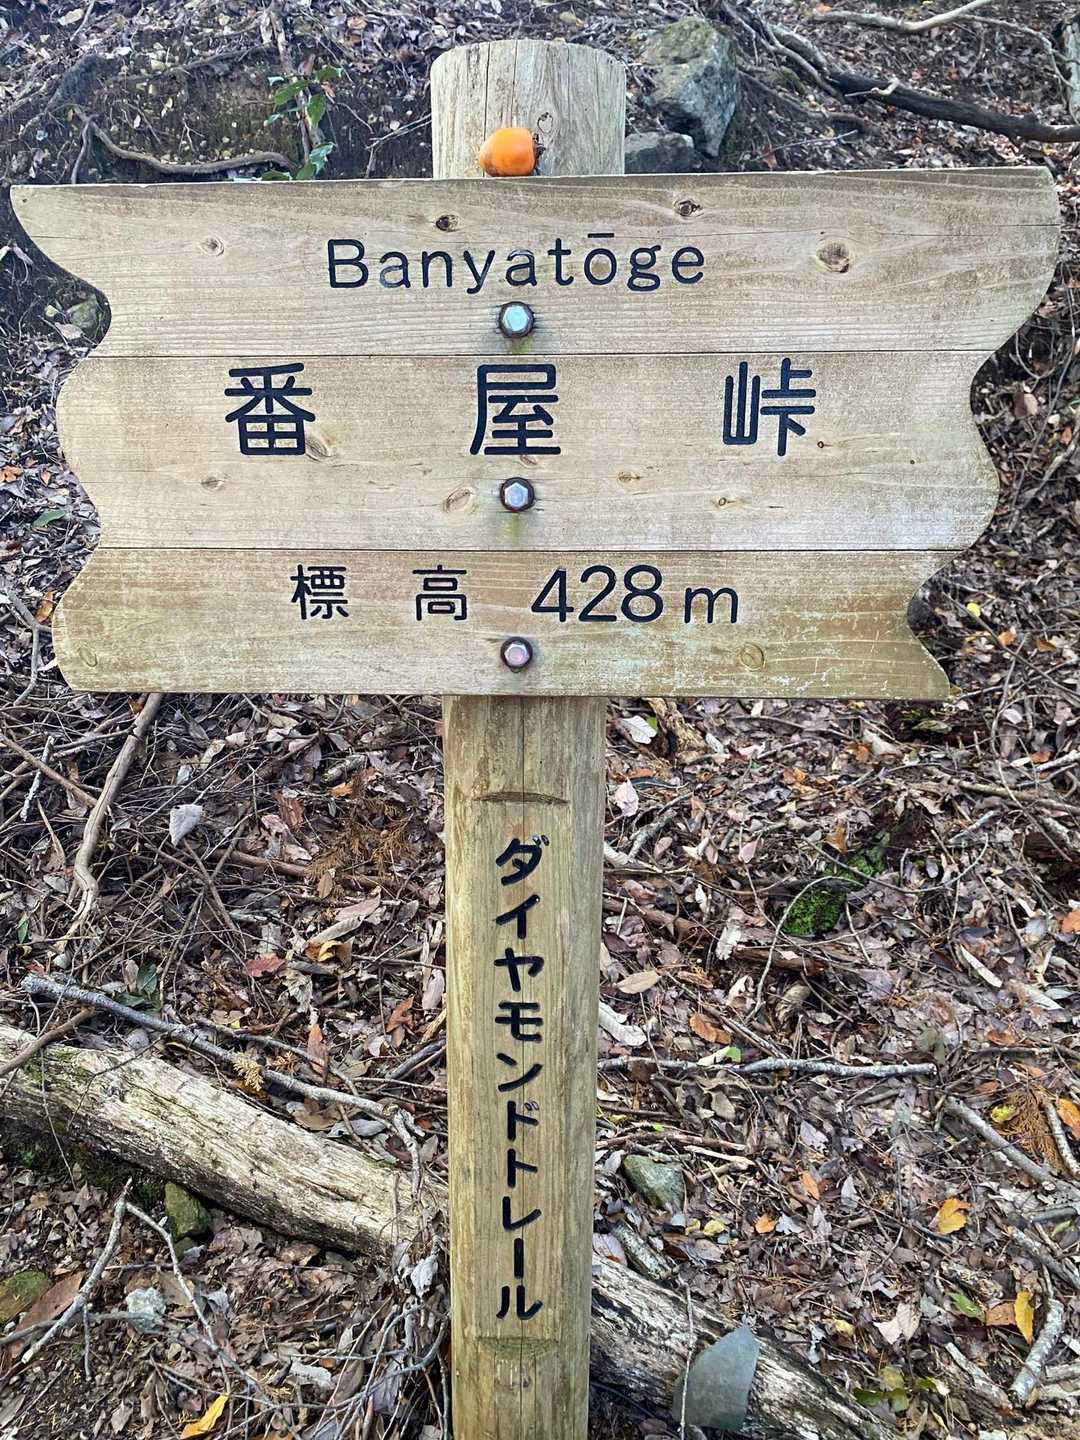 Banyatōge
番屋峠
標高 428m
ダイヤモンドトレール